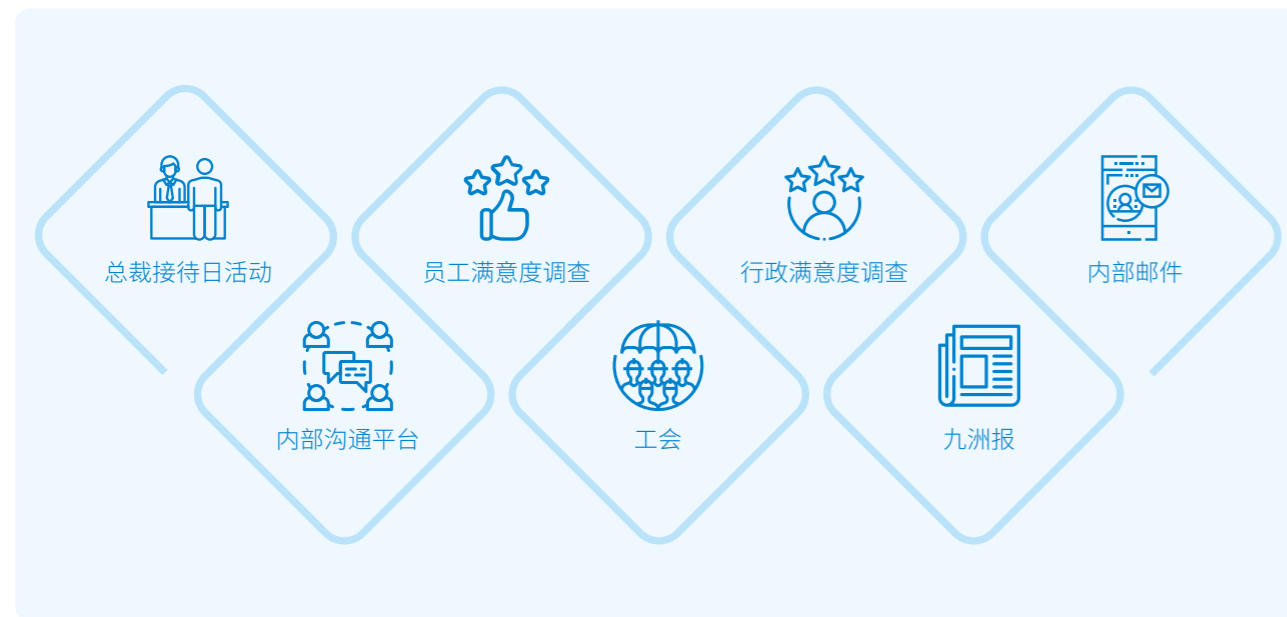 总裁接待日活动
员工满意度调查
行政满意度调查
内部邮件
内部沟通平台
工会
九洲报